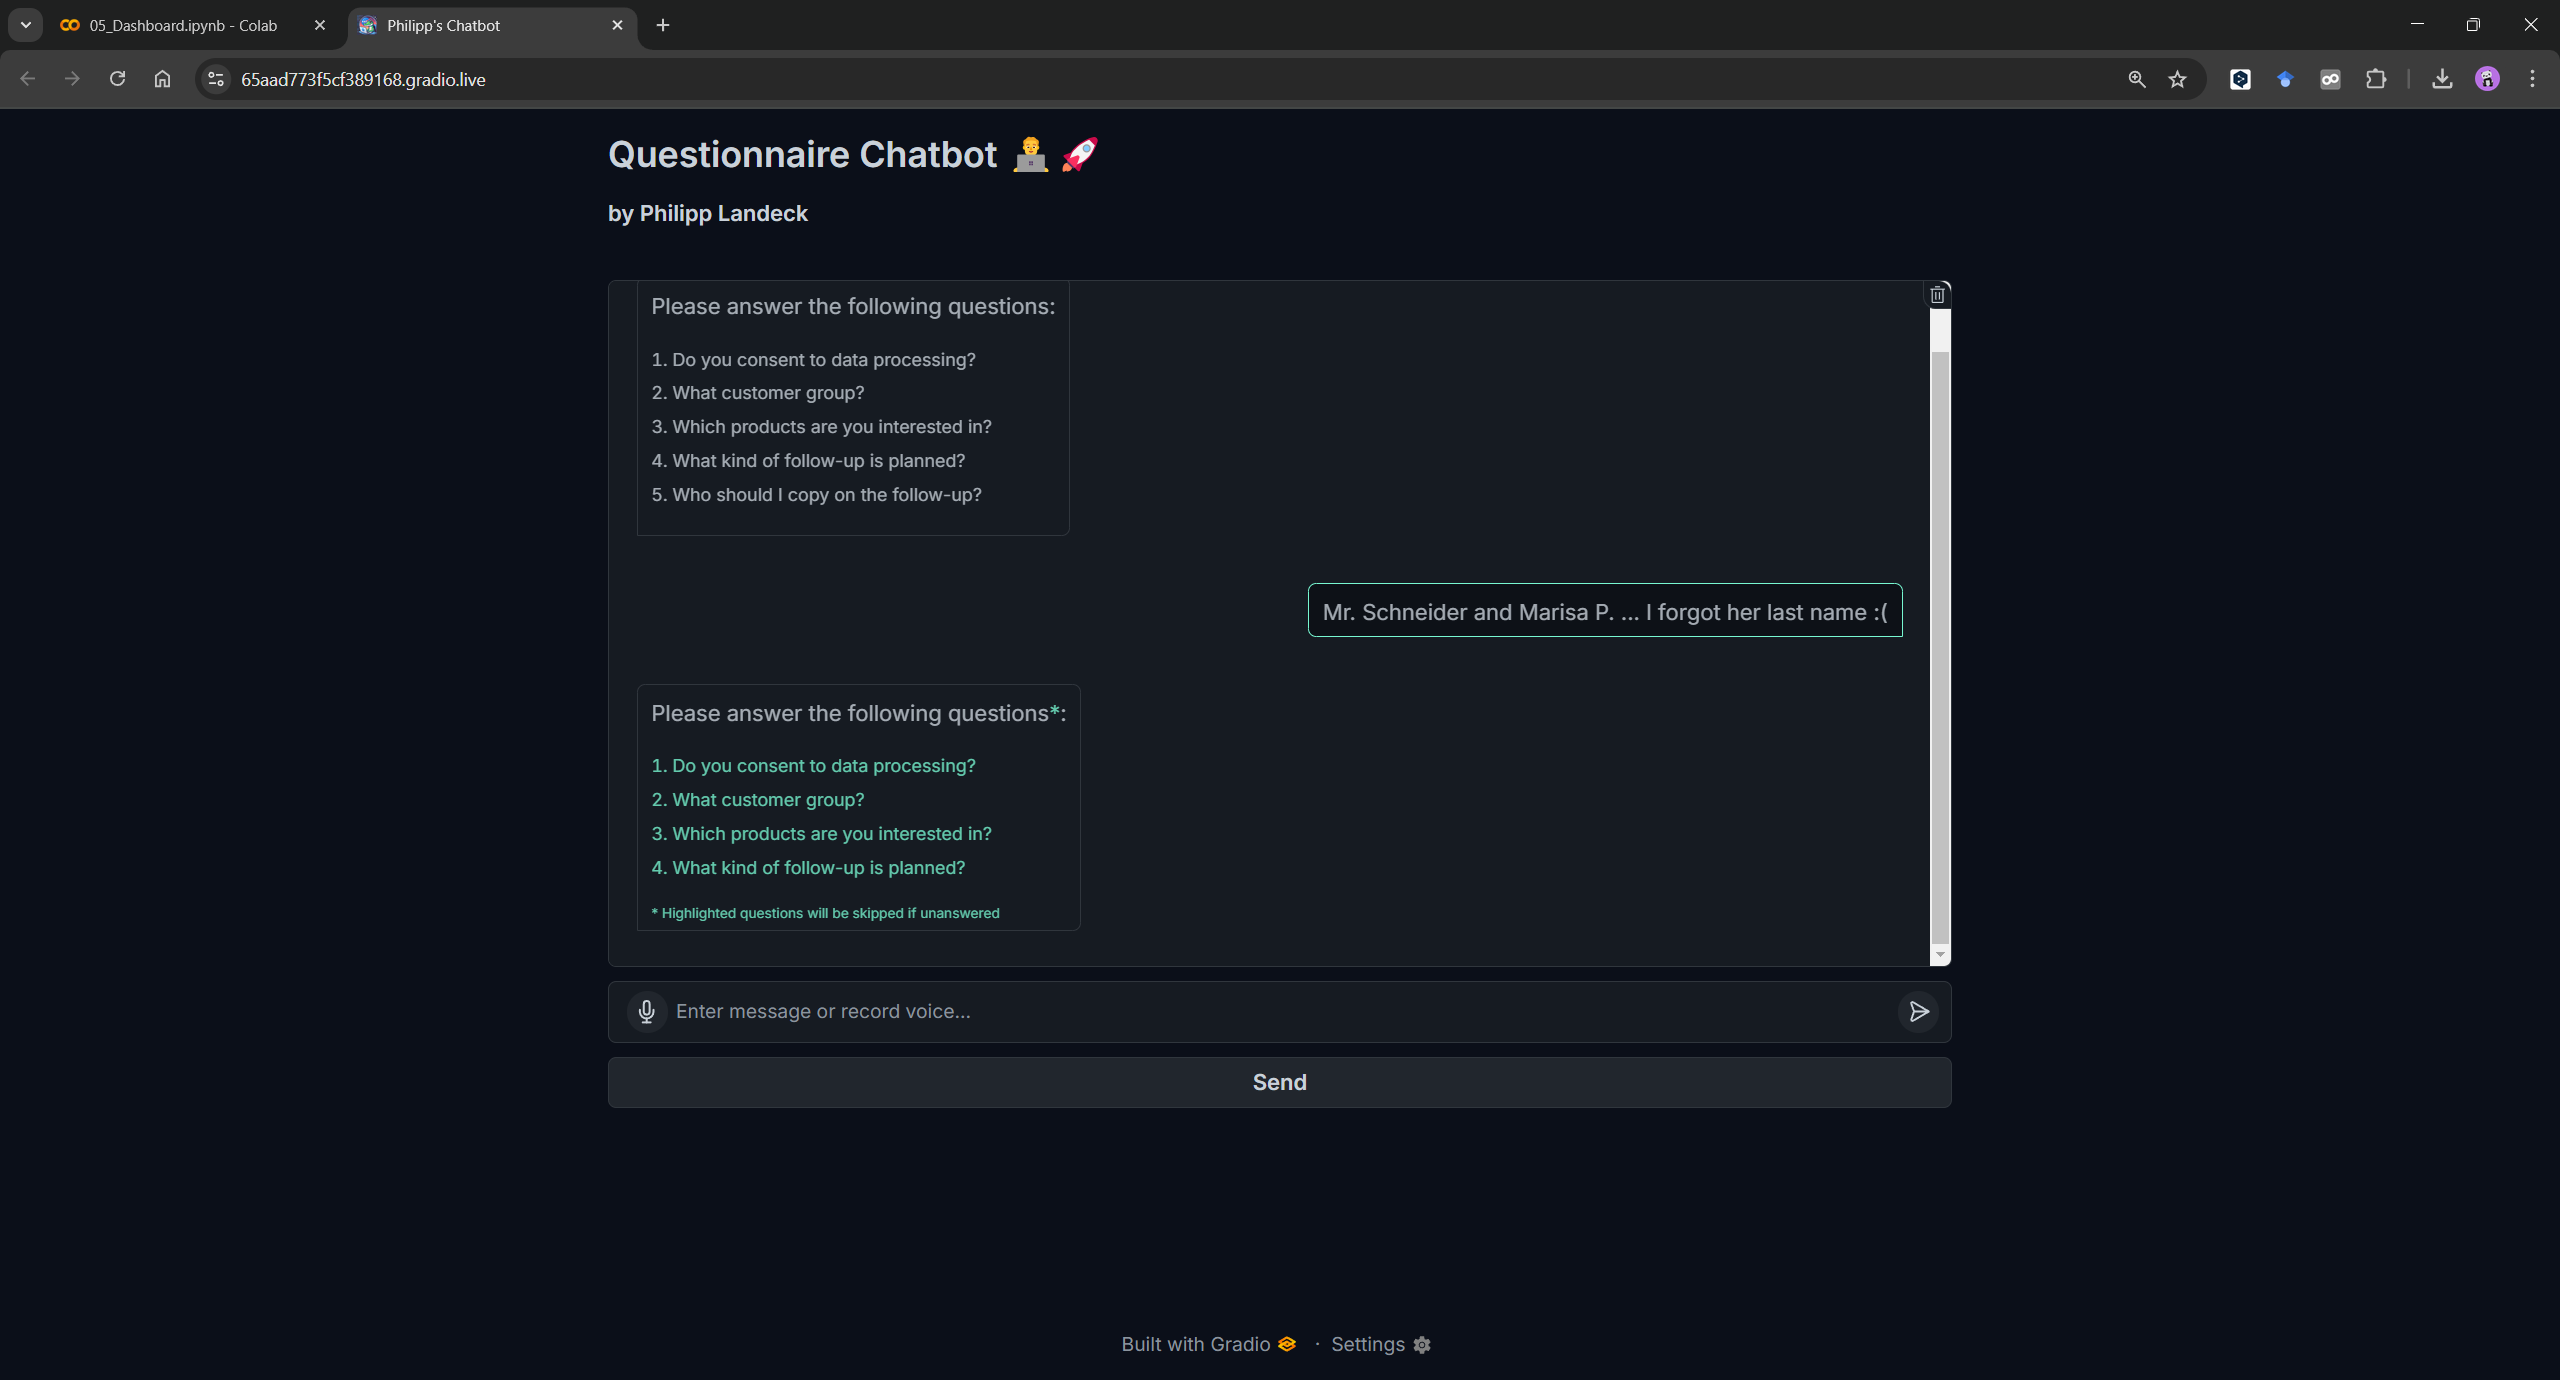 05_Dashboard.ipynb - Colab
Philipp's Chatbot
65aad773f5cf389168.gradio.live
Questionnaire Chatbot 👨‍💻 🚀
by Philipp Landeck
Please answer the following questions:
1. Do you consent to data processing?
2. What customer group?
3. Which products are you interested in?
4. What kind of follow-up is planned?
5. Who should I copy on the follow-up?
Mr. Schneider and Marisa P. ... I forgot her last name :(
Please answer the following questions*:
1. Do you consent to data processing?
2. What customer group?
3. Which products are you interested in?
4. What kind of follow-up is planned?
* Highlighted questions will be skipped if unanswered
Enter message or record voice...
Send
Built with Gradio · Settings